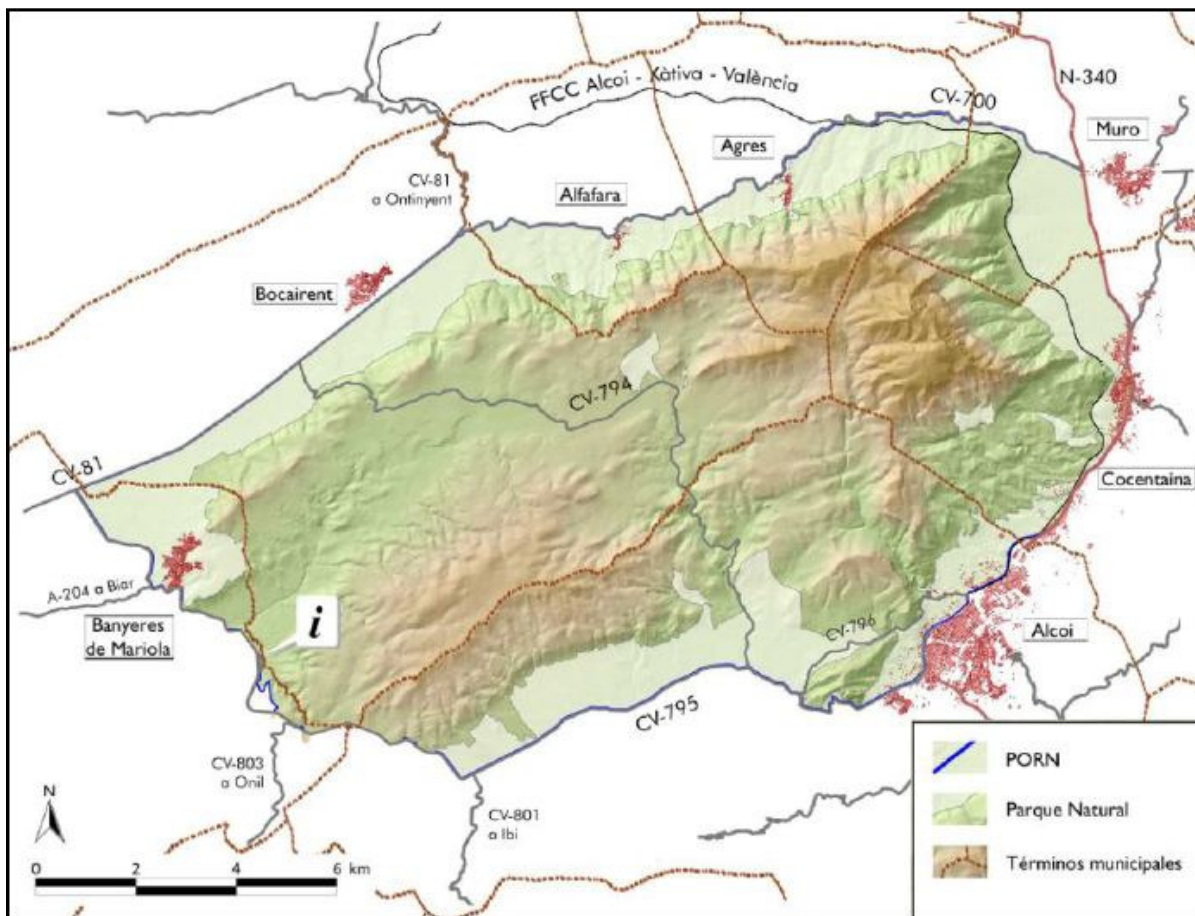 N-340
FFCC Alcoi - Xàtiva - València
CV-700
Muro
Agres
CV-81
a Ontinyent
Alfafara
Bocairent
CV-794
CV-81
Cocentaina
A-204 a Biar
i
Banyeres
de Mariola
CV-796
Alcoi
CV-795
CV-803
a Onil
CV-801
a Ibi
N
0 2 4 6 km
PORN
Parque Natural
Términos municipales